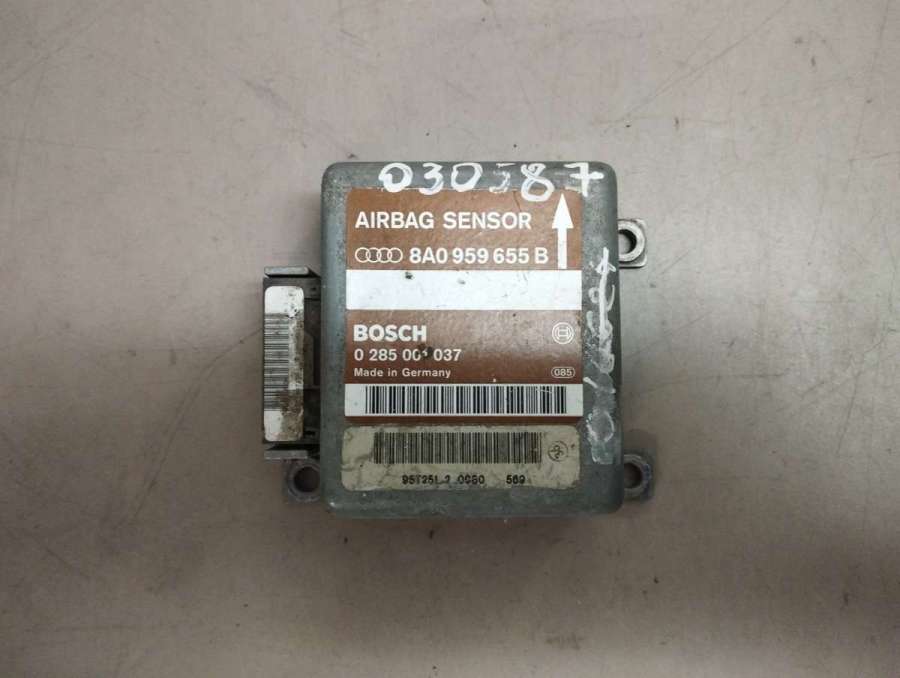 030587
AIRBAG SENSOR
8A0 959 655 B
BOSCH
0 285 001 037
Made in Germany
085
569